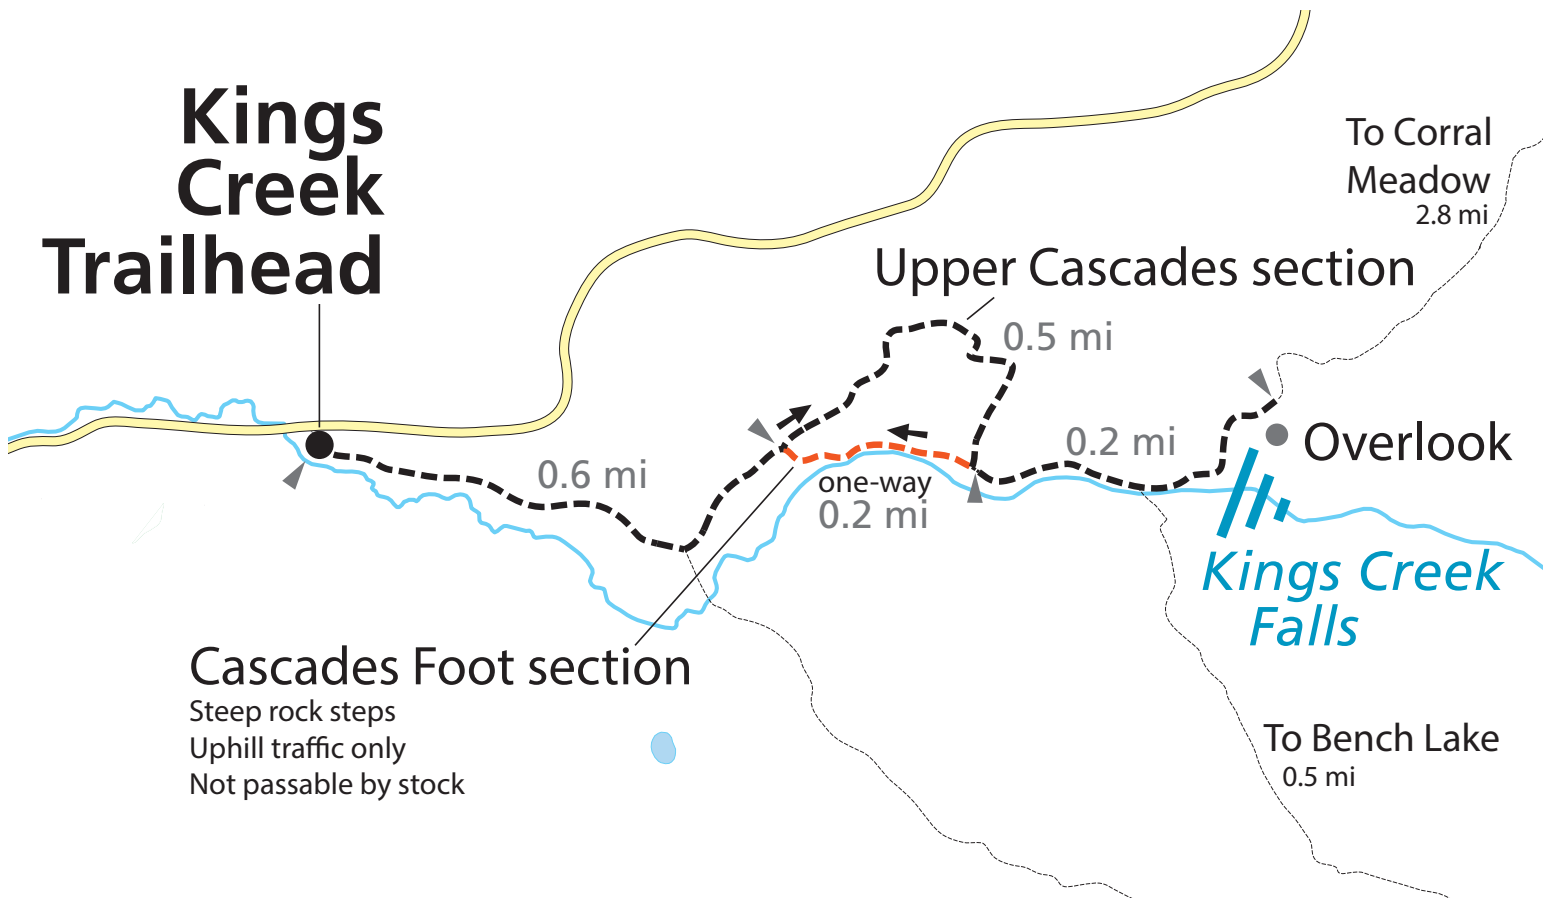 Kings
Creek
Trailhead
To Corral
Meadow
2.8 mi
Upper Cascades section
0.5 mi
0.2 mi
Overlook
0.6 mi
one-way
0.2 mi
Kings Creek
Falls
Cascades Foot section
Steep rock steps
Uphill traffic only
Not passable by stock
To Bench Lake
0.5 mi